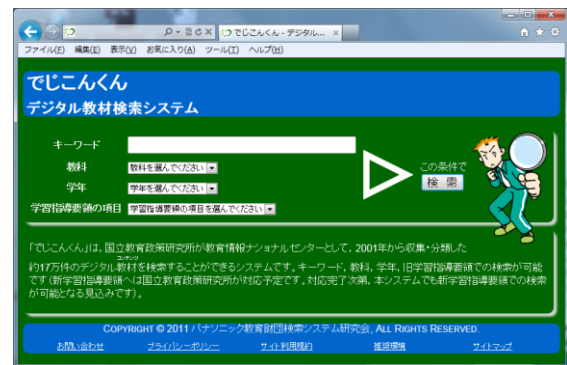 でじこんくん - デジタル...
ファイル(F) 編集(E) 表示(V) お気に入り(A) ツール(T) ヘルプ(H)
でじこんくん
デジタル教材検索システム
キーワード
教科 教科を選んでください
学年 学年を選んでください
学習指導要領の項目 学習指導要領の項目を選んでください
この条件で
検 索
「でじこんくん」は、国立教育政策研究所が教育情報ナショナルセンターとして、2001年から収集・分類した
コンテンツ
約17万件のデジタル教材を検索することができるシステムです。キーワード、教科、学年、旧学習指導要領での検索が可能
です（新学習指導要領へは国立教育政策研究所が対応予定です。対応完了次第、本システムでも新学習指導要領での検索
が可能となる見込みです）。
COPYRIGHT © 2011 パナソニック教育財団検索システム研究会, ALL RIGHTS RESERVED.
お問い合わせ プライバシーポリシー サイト利用規約 推奨環境 サイトマップ